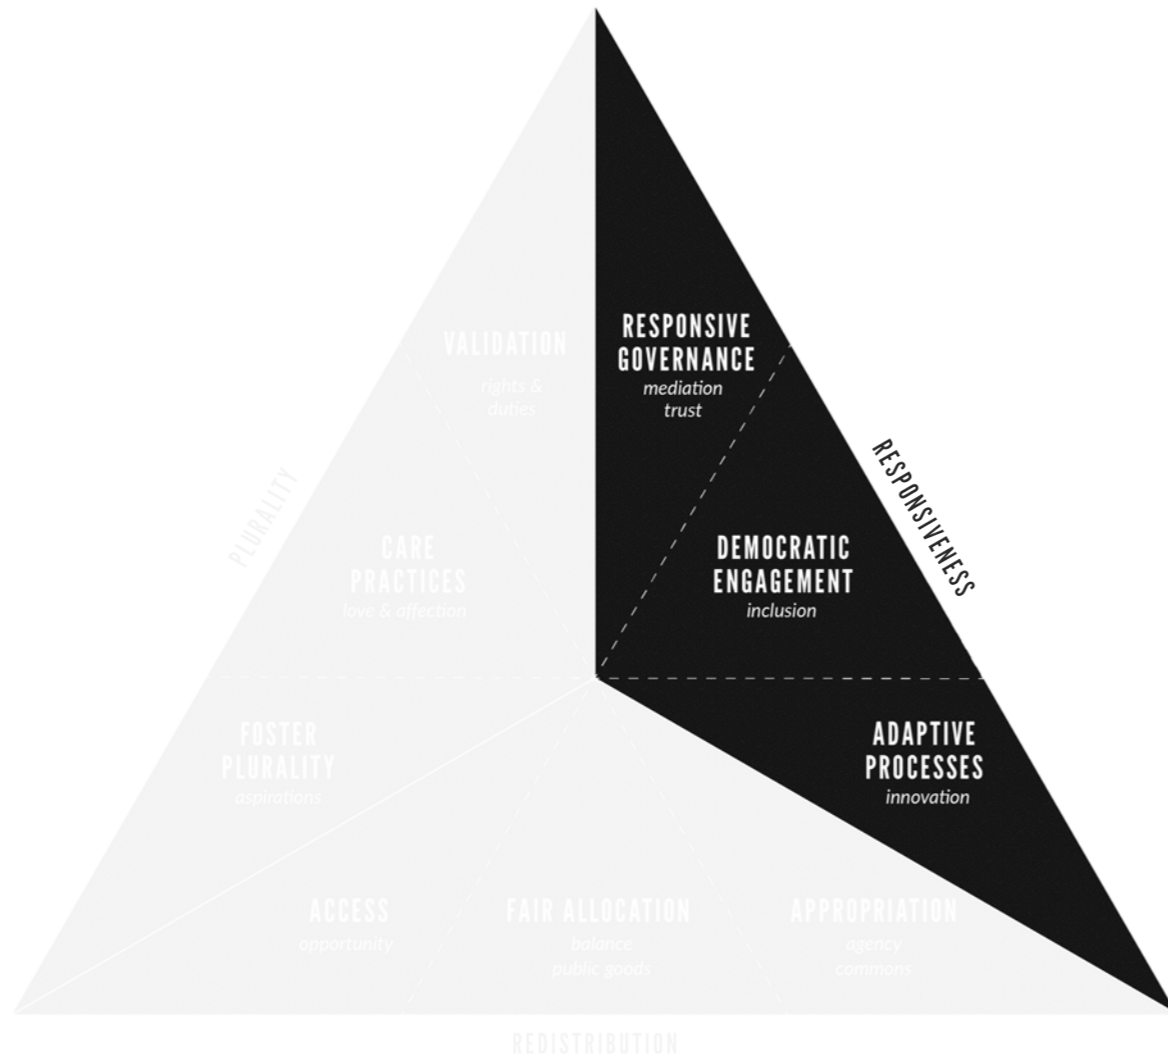 VALIDATION
rights &
duties
RESPONSIVE
GOVERNANCE
mediation
trust
PLURALITY
CARE
PRACTICES
love & affection
DEMOCRATIC
ENGAGEMENT
inclusion
RESPONSIVENESS
FOSTER
PLURALITY
aspirations
ADAPTIVE
PROCESSES
innovation
ACCESS
opportunity
FAIR ALLOCATION
balance
public goods
APPROPRIATION
agency
commons
REDISTRIBUTION